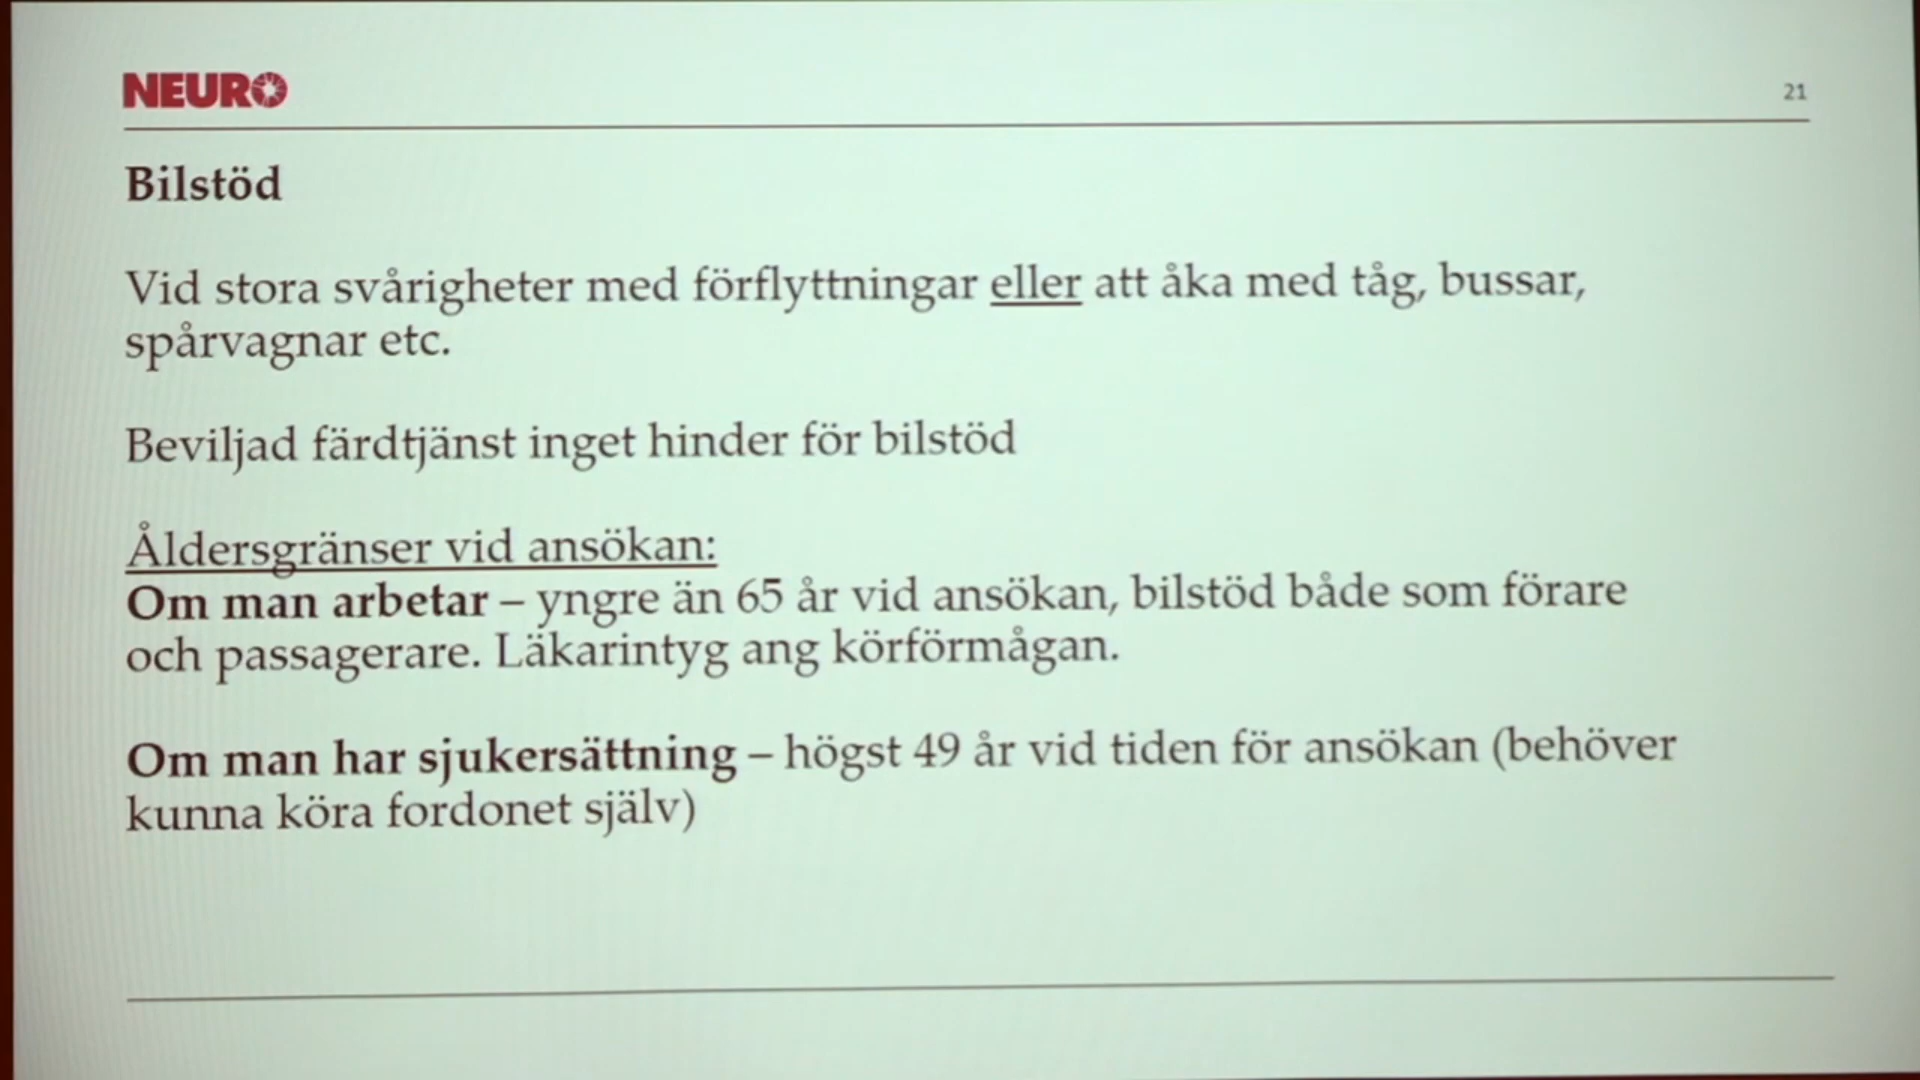 NEURO
21
Bilstöd
Vid stora svårigheter med förflyttningar eller att åka med tåg, bussar,
spårvagnar etc.
Beviljad färdtjänst inget hinder för bilstöd
Åldersgränser vid ansökan:
Om man arbetar – yngre än 65 år vid ansökan, bilstöd både som förare
och passagerare. Läkarintyg ang körförmågan.
Om man har sjukersättning – högst 49 år vid tiden för ansökan (behöver
kunna köra fordonet själv)